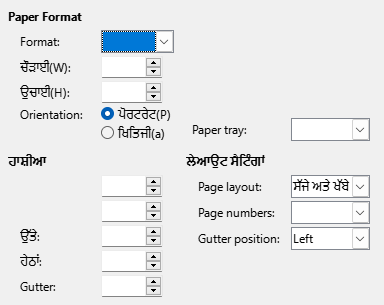 Paper Format
Format:
ਚੌੜਾਈ(W):
ਉਚਾਈ(H):
Orientation: ਪੋਰਟਰੇਟ(P)
ਖਿਤਿਜੀ(a) Paper tray:
ਹਾਸ਼ੀਆ ਲੇਆਉਟ ਸੈਟਿੰਗਾਂ
Page layout: ਸੱਜੇ ਅਤੇ ਖੱਬੇ
Page numbers:
ਉੱਤੇ: Gutter position: Left
ਹੇਠਾਂ:
Gutter: